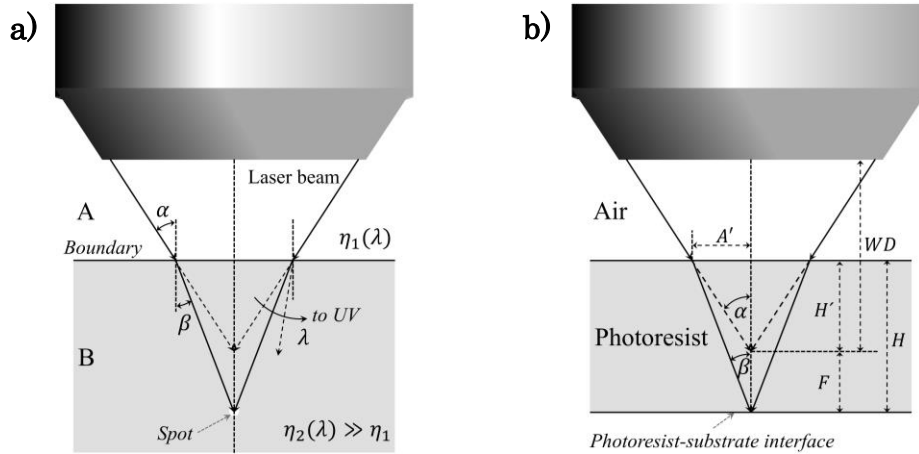 a)
Laser beam
α
A
Boundary
η₁(λ)
β
to UV
λ
B
Spot
η₂(λ) ≫ η₁
b)
Air
A′
WD
α
H′
H
Photoresist
β
F
Photoresist-substrate interface